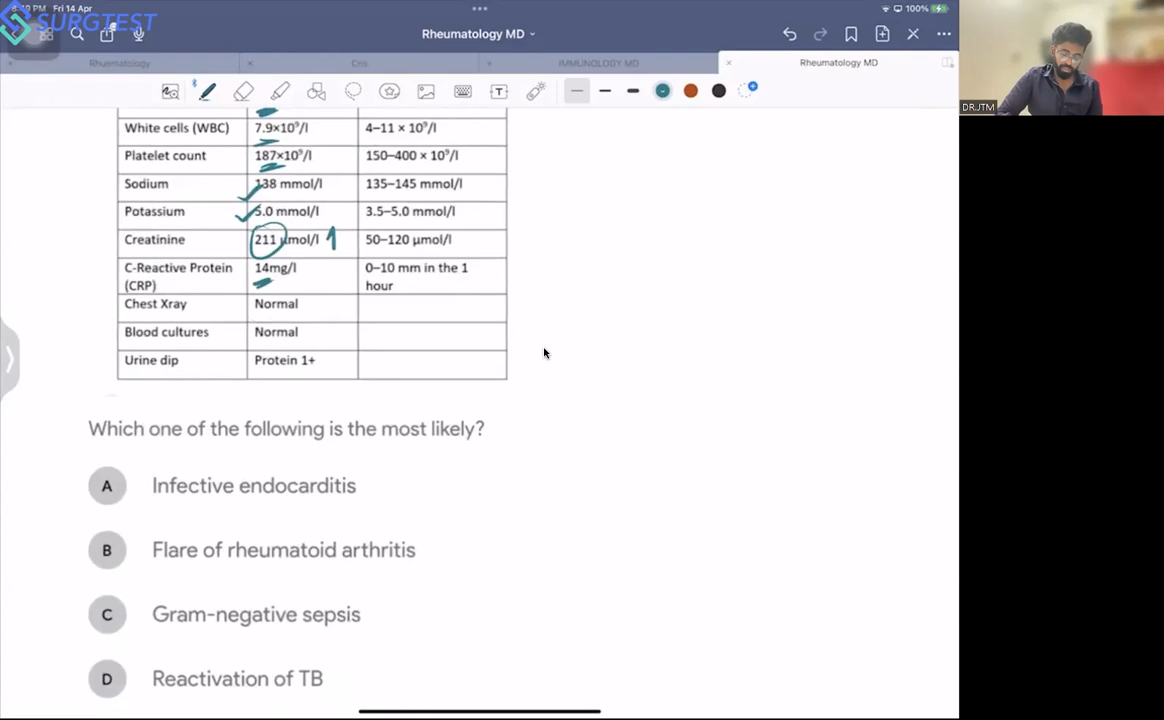 Fri 14 Apr
100%
SURGTEST
Rheumatology MD
Rhuematology
Cris
IMMUNOLOGY MD
Rheumatology MD
White cells (WBC) 7.9×10⁹/l 4–11 × 10⁹/l
Platelet count 187×10⁹/l 150–400 × 10⁹/l
Sodium 138 mmol/l 135–145 mmol/l
Potassium 5.0 mmol/l 3.5–5.0 mmol/l
Creatinine 211 µmol/l 50–120 µmol/l
C-Reactive Protein 14mg/l 0–10 mm in the 1
(CRP) hour
Chest Xray Normal
Blood cultures Normal
Urine dip Protein 1+
Which one of the following is the most likely?
A Infective endocarditis
B Flare of rheumatoid arthritis
C Gram-negative sepsis
D Reactivation of TB
DR.JTM